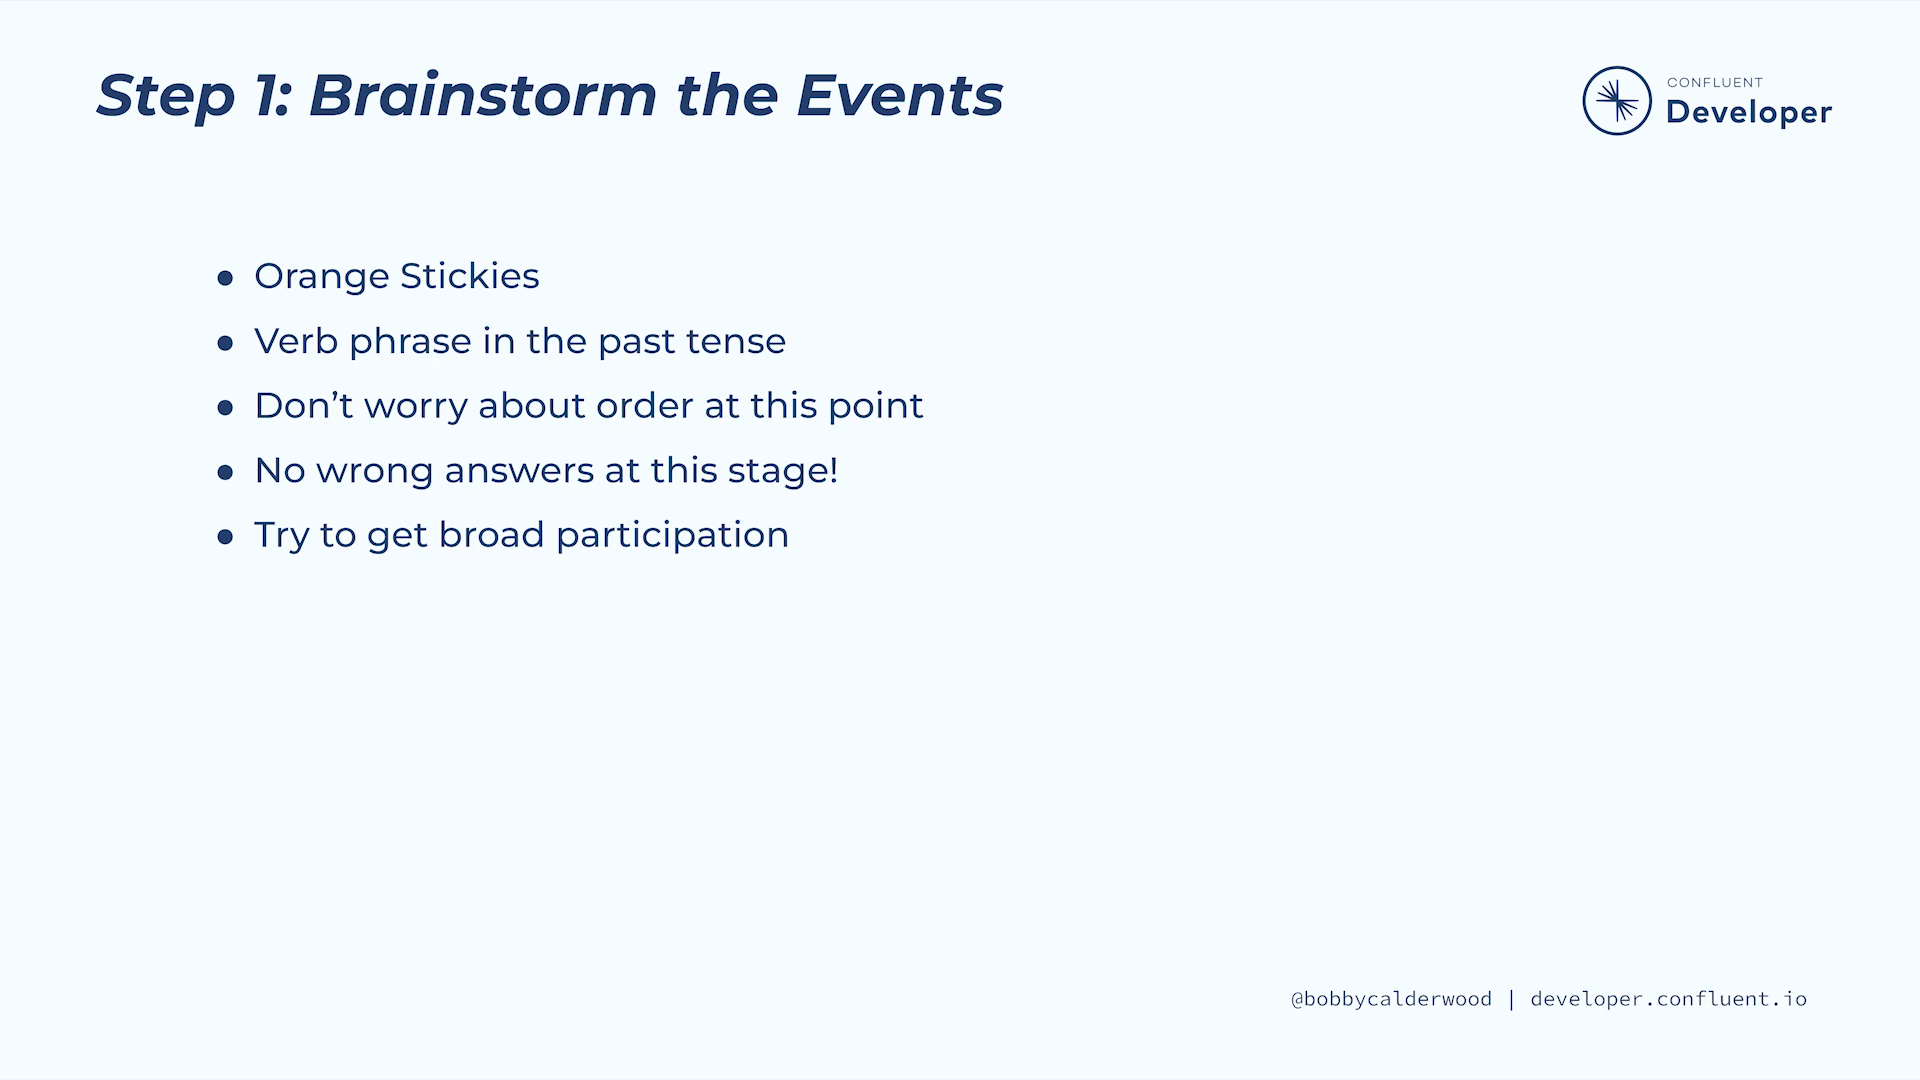 Step 1: Brainstorm the Events
CONFLUENT
Developer
● Orange Stickies
● Verb phrase in the past tense
● Don’t worry about order at this point
● No wrong answers at this stage!
● Try to get broad participation
@bobbycalderwood | developer.confluent.io